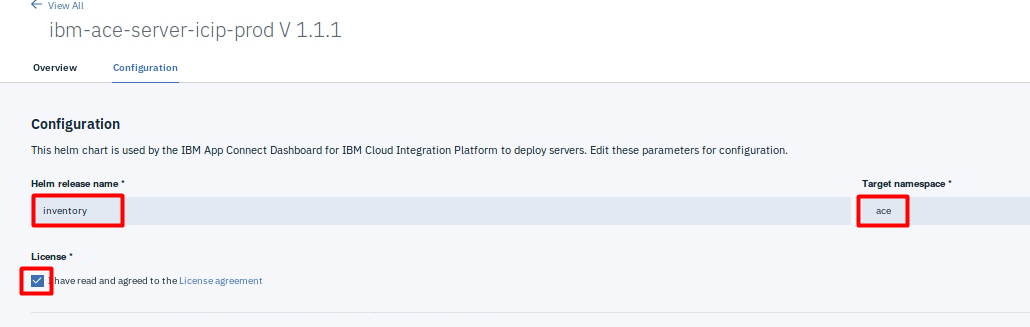 View All
ibm-ace-server-icip-prod V 1.1.1
Overview Configuration
Configuration
This helm chart is used by the IBM App Connect Dashboard for IBM Cloud Integration Platform to deploy servers. Edit these parameters for configuration.
Helm release name * Target namespace *
inventory ace
License *
I have read and agreed to the License agreement